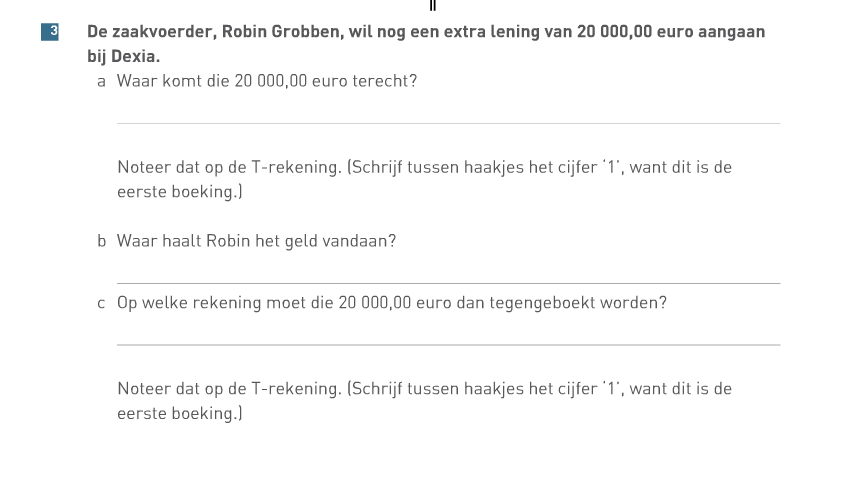 3 De zaakvoerder, Robin Grobben, wil nog een extra lening van 20 000,00 euro aangaan
bij Dexia.
a Waar komt die 20 000,00 euro terecht?
Noteer dat op de T-rekening. (Schrijf tussen haakjes het cijfer '1', want dit is de
eerste boeking.)
b Waar haalt Robin het geld vandaan?
c Op welke rekening moet die 20 000,00 euro dan tegengeboekt worden?
Noteer dat op de T-rekening. (Schrijf tussen haakjes het cijfer '1', want dit is de
eerste boeking.)